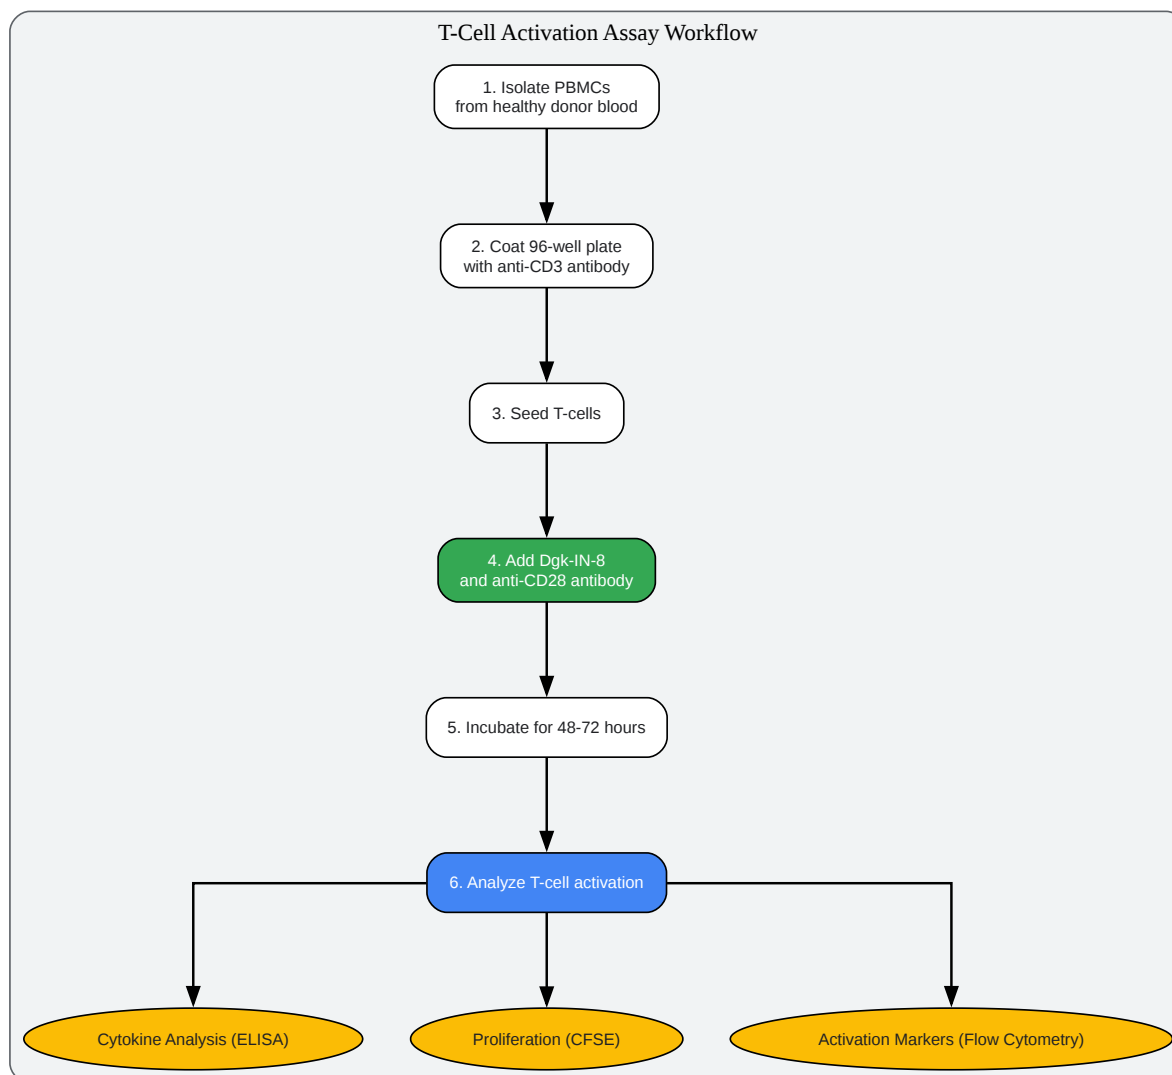 T-Cell Activation Assay Workflow
1. Isolate PBMCs
from healthy donor blood
2. Coat 96-well plate
with anti-CD3 antibody
3. Seed T-cells
4. Add Dgk-IN-8
and anti-CD28 antibody
5. Incubate for 48-72 hours
6. Analyze T-cell activation
Cytokine Analysis (ELISA)
Proliferation (CFSE)
Activation Markers (Flow Cytometry)